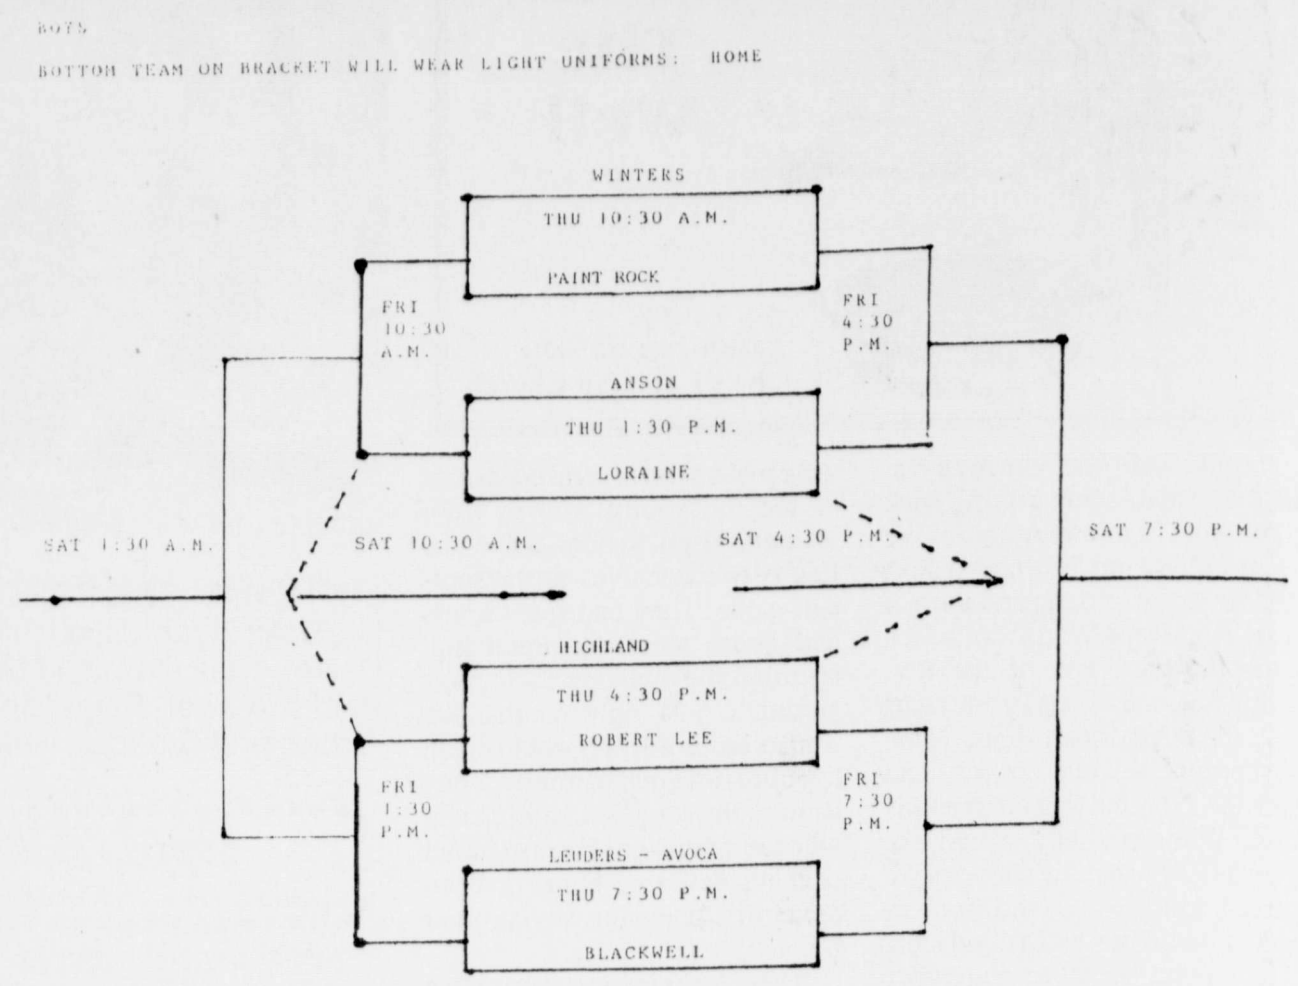 BOYS
BOTTOM TEAM ON BRACKET WILL WEAR LIGHT UNIFORMS: HOME
WINTERS
THU 10:30 A.M.
PAINT ROCK
FRI
10:30
A.M.
FRI
4:30
P.M.
ANSON
THU 1:30 P.M.
LORAINE
SAT 1:30 A.M.
SAT 10:30 A.M.
SAT 4:30 P.M.
SAT 7:30 P.M.
HIGHLAND
THU 4:30 P.M.
ROBERT LEE
FRI
1:30
P.M.
FRI
7:30
P.M.
LEUDERS - AVOCA
THU 7:30 P.M.
BLACKWELL